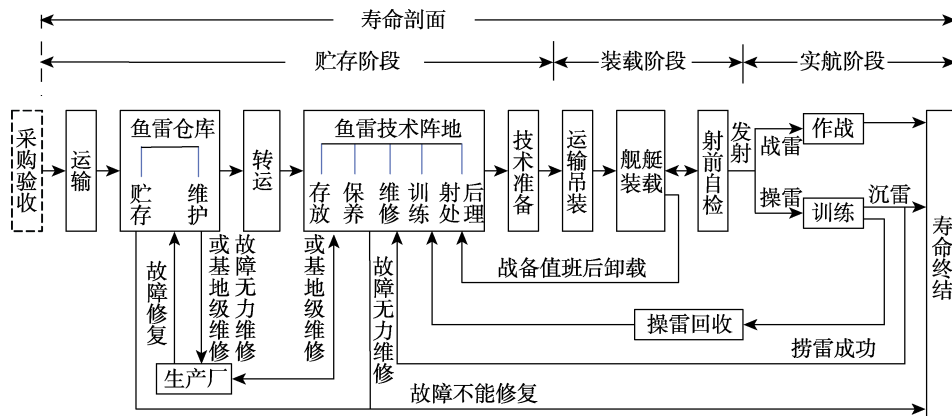 寿命剖面
贮存阶段
装载阶段
实航阶段
采购验收
运输
鱼雷仓库
贮存
维护
转运
鱼雷技术阵地
存放
保养
维修
训练
射后
处理
技术准备
运输吊装
舰艇
装载
射前自检
发射
战雷
操雷
作战
训练
沉雷
寿命终结
故障修复
或基地级维修
故障无力维修
或基地级维修
故障无力维修
战备值班后卸载
操雷回收
捞雷成功
生产厂
故障不能修复